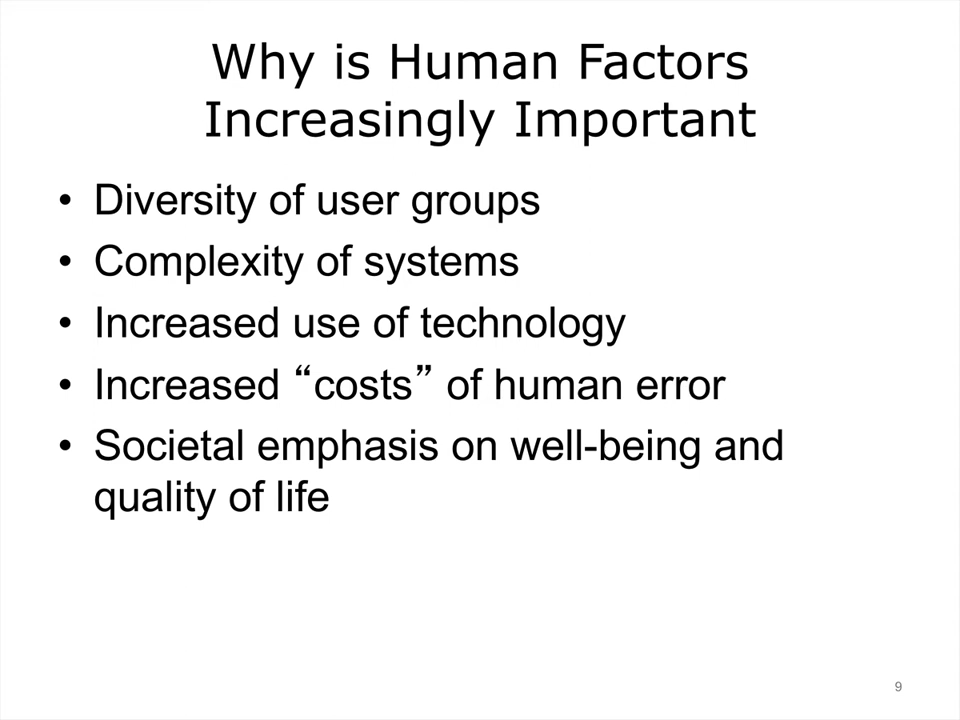 Why is Human Factors
Increasingly Important
• Diversity of user groups
• Complexity of systems
• Increased use of technology
• Increased “costs” of human error
• Societal emphasis on well-being and
quality of life
9